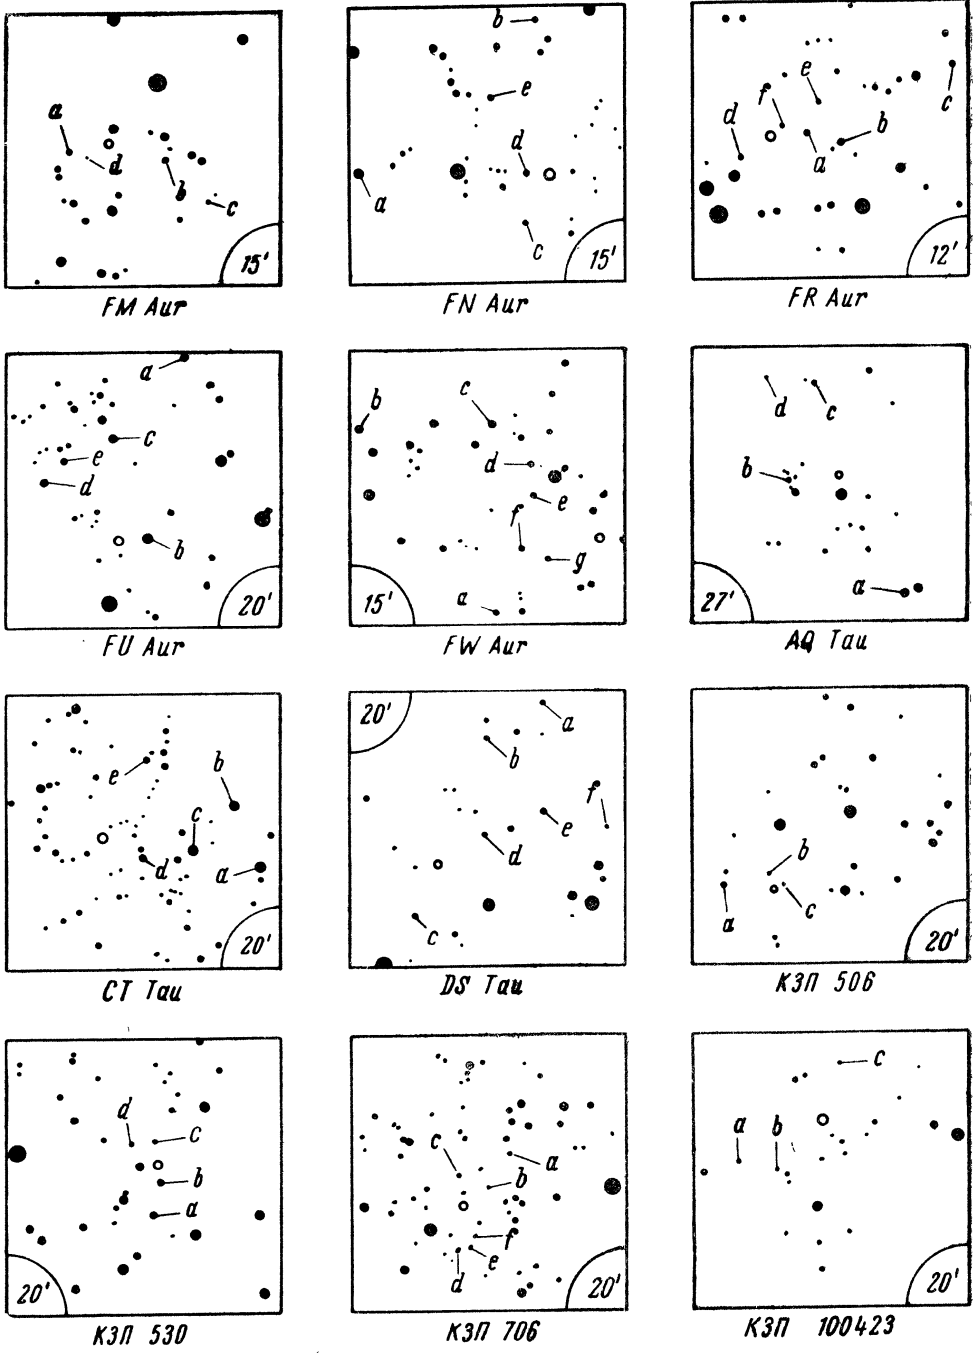 a
d
b
c
15'
FM Aur
b
e
d
a
c
15'
FN Aur
e
c
f
d
b
a
12'
FR Aur
a
c
e
d
b
20'
FU Aur
b
c
d
e
f
g
a
15'
FW Aur
d
c
b
a
27'
AQ Tau
e
b
c
d
a
20'
CT Tau
20'
a
b
f
e
d
c
DS Tau
b
a
c
20'
КЗП 506
d
c
b
a
20'
КЗП 530
c
a
b
f
e
d
20'
КЗП 706
c
a
b
20'
КЗП 100423